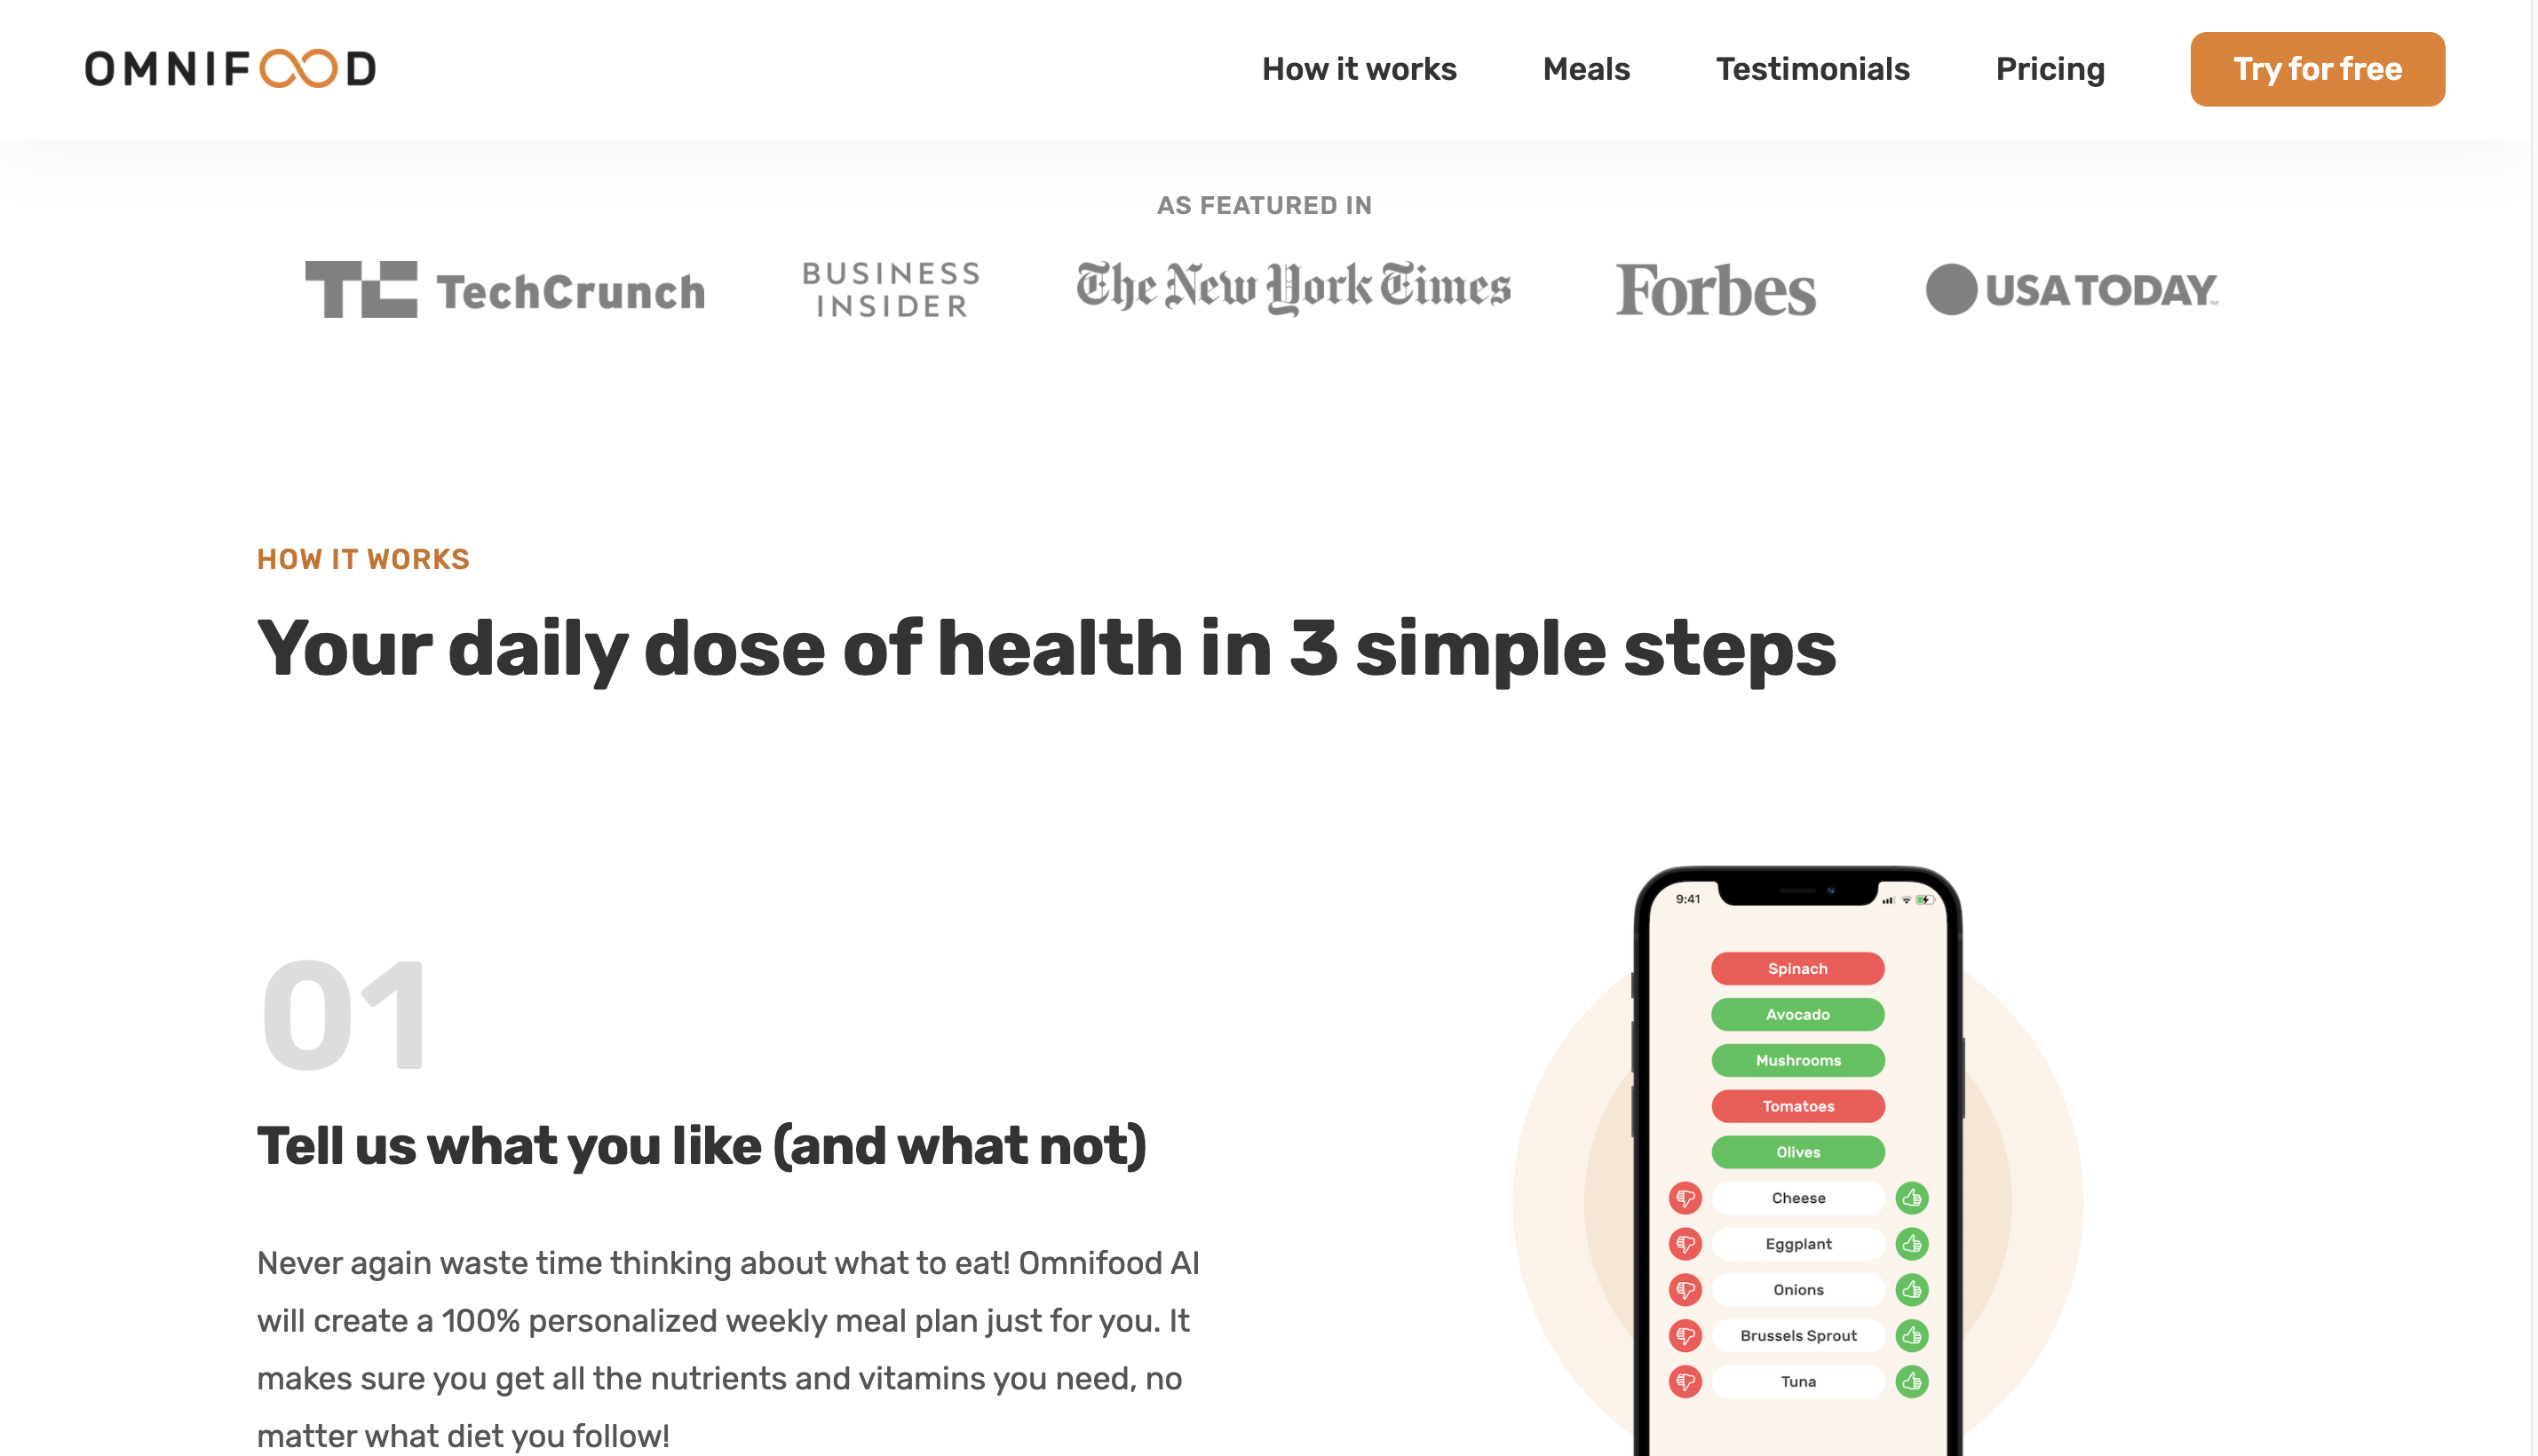 OMNIFOOD
How it works
Meals
Testimonials
Pricing
Try for free
AS FEATURED IN
TC TechCrunch
BUSINESS
INSIDER
The New York Times
Forbes
USA TODAY™
HOW IT WORKS
Your daily dose of health in 3 simple steps
01
Tell us what you like (and what not)
Never again waste time thinking about what to eat! Omnifood AI
will create a 100% personalized weekly meal plan just for you. It
makes sure you get all the nutrients and vitamins you need, no
matter what diet you follow!
9:41
Spinach
Avocado
Mushrooms
Tomatoes
Olives
Cheese
Eggplant
Onions
Brussels Sprout
Tuna